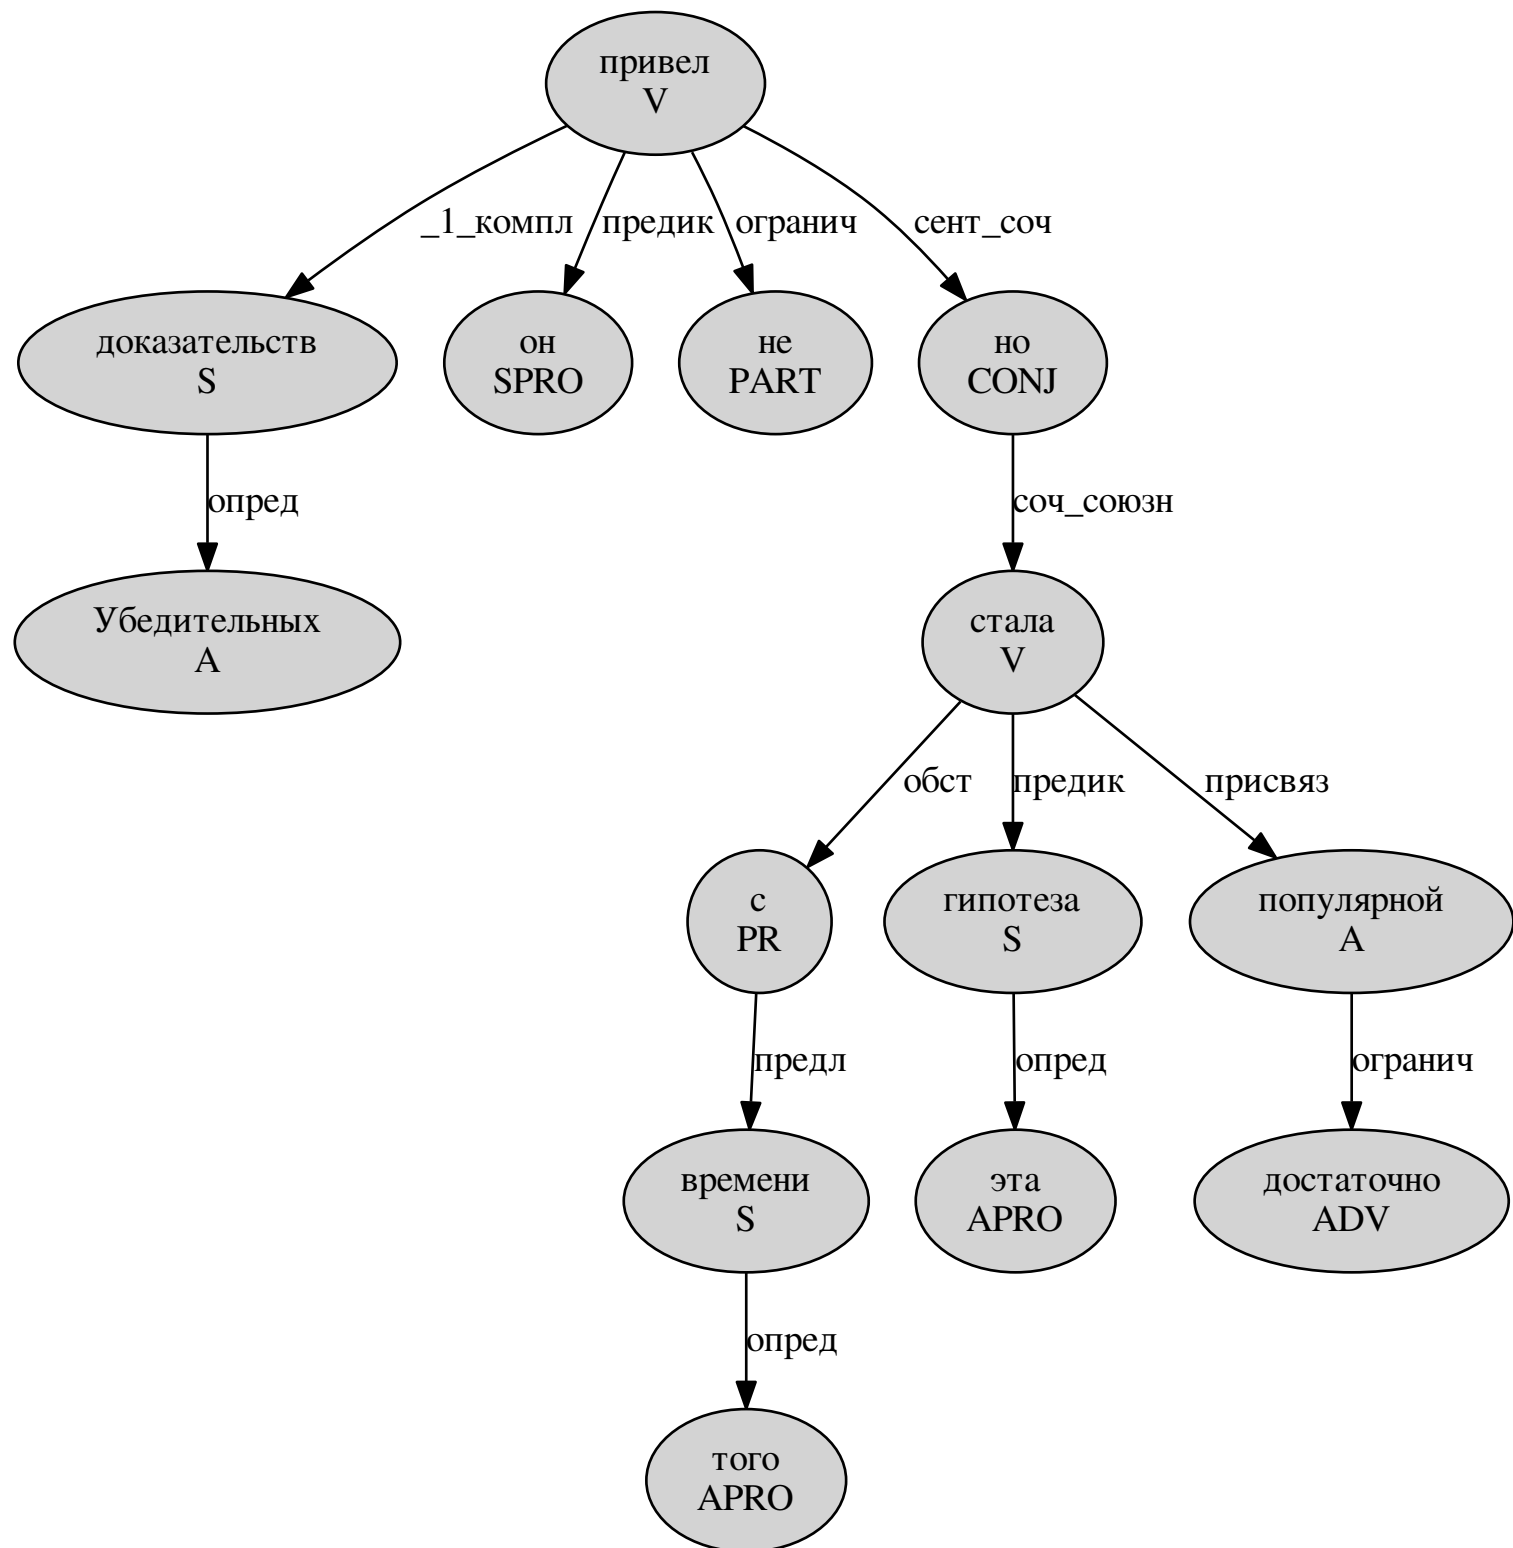 привел
V
_1_компл
предик
огранич
сент_соч
доказательств
S
он
SPRO
не
PART
но
CONJ
опред
соч_союзн
Убедительных
A
стала
V
обст
предик
присвяз
с
PR
гипотеза
S
популярной
A
предл
опред
огранич
времени
S
эта
APRO
достаточно
ADV
опред
того
APRO